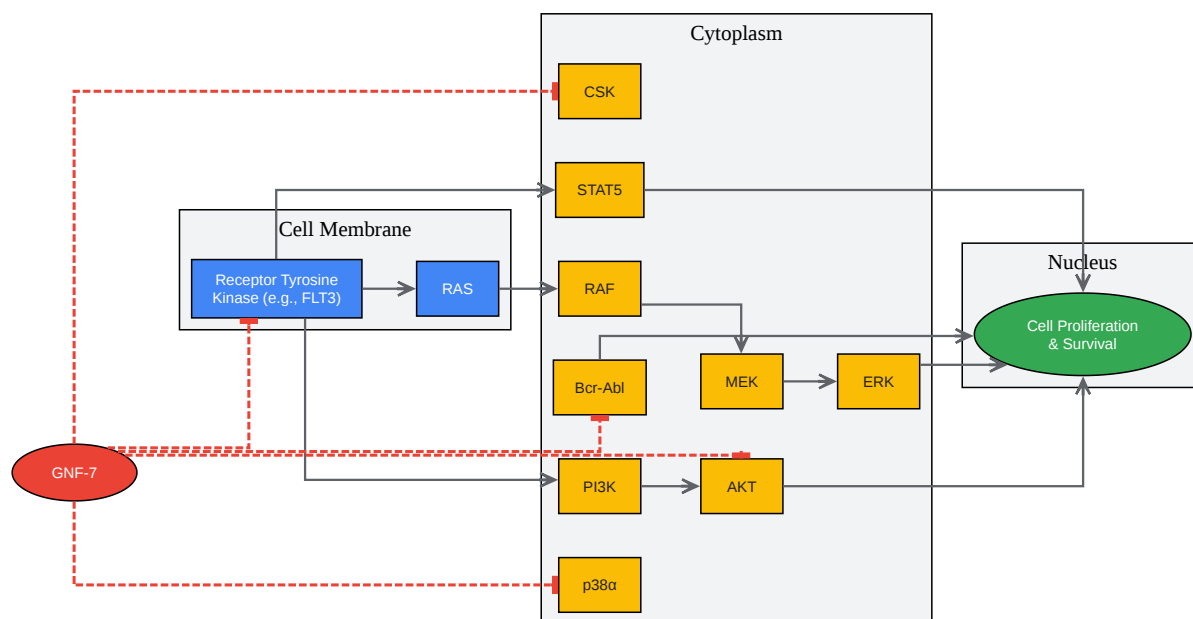 Cytoplasm
CSK
STAT5
Cell Membrane
Receptor Tyrosine
Kinase (e.g., FLT3)
RAS
RAF
Nucleus
Cell Proliferation
& Survival
Bcr-Abl
MEK
ERK
GNF-7
PI3K
AKT
p38α